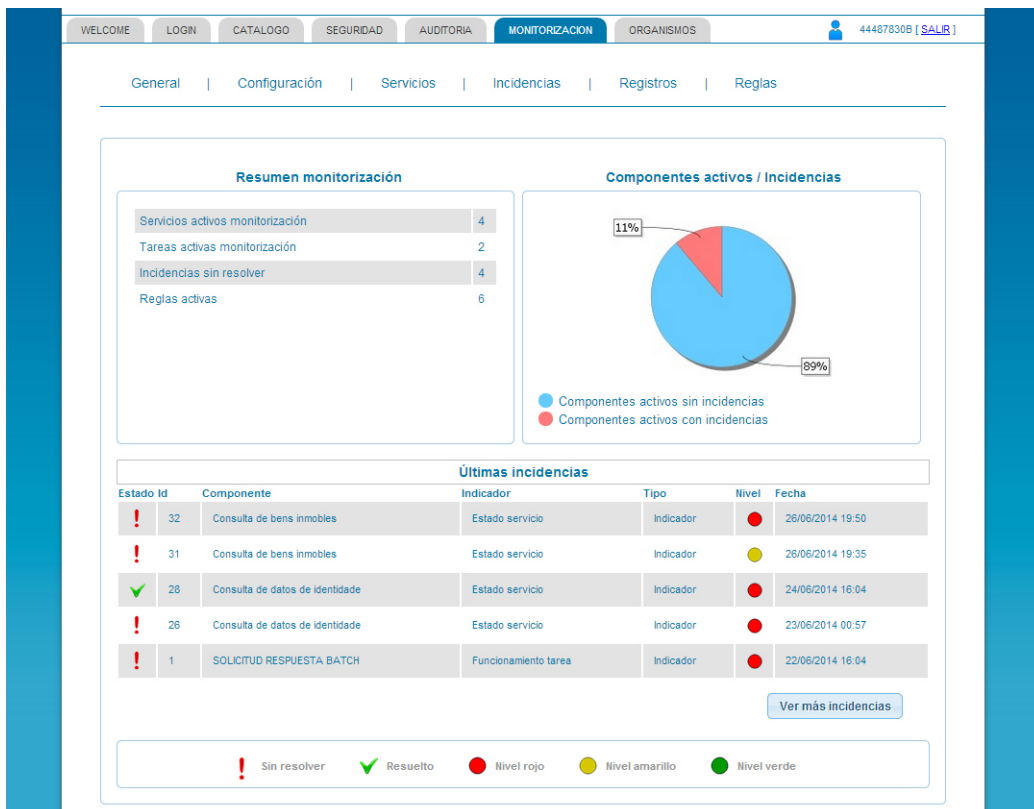 WELCOME LOGIN CATALOGO SEGURIDAD AUDITORIA MONITORIZACION ORGANISMOS 44487830B [ SALIR ]
General | Configuración | Servicios | Incidencias | Registros | Reglas
Resumen monitorización
Servicios activos monitorización 4
Tareas activas monitorización 2
Incidencias sin resolver 4
Reglas activas 6
Componentes activos / Incidencias
11%
89%
Componentes activos sin incidencias
Componentes activos con incidencias
Últimas incidencias
Estado Id Componente Indicador Tipo Nivel Fecha
32 Consulta de bens inmobles Estado servicio Indicador 26/06/2014 19:50
31 Consulta de bens inmobles Estado servicio Indicador 26/06/2014 19:35
28 Consulta de datos de identidade Estado servicio Indicador 24/06/2014 16:04
26 Consulta de datos de identidade Estado servicio Indicador 23/06/2014 00:57
1 SOLICITUD RESPUESTA BATCH Funcionamiento tarea Indicador 22/06/2014 16:04
Ver más incidencias
Sin resolver Resuelto Nivel rojo Nivel amarillo Nivel verde